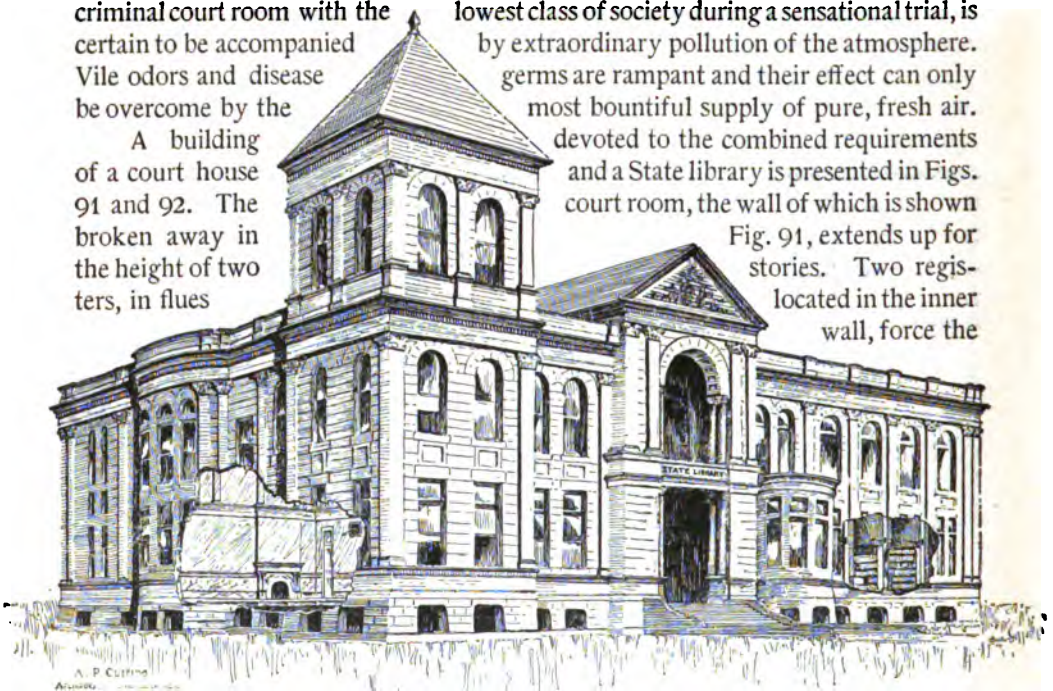 criminal court room with the lowest class of society during a sensational trial, is
certain to be accompanied by extraordinary pollution of the atmosphere.
Vile odors and disease germs are rampant and their effect can only
be overcome by the most bountiful supply of pure, fresh air.
A building devoted to the combined requirements
of a court house and a State library is presented in Figs.
91 and 92. The court room, the wall of which is shown
broken away in Fig. 91, extends up for
the height of two stories. Two regis-
ters, in flues located in the inner
wall, force the
STATE LIBRARY
A. P.